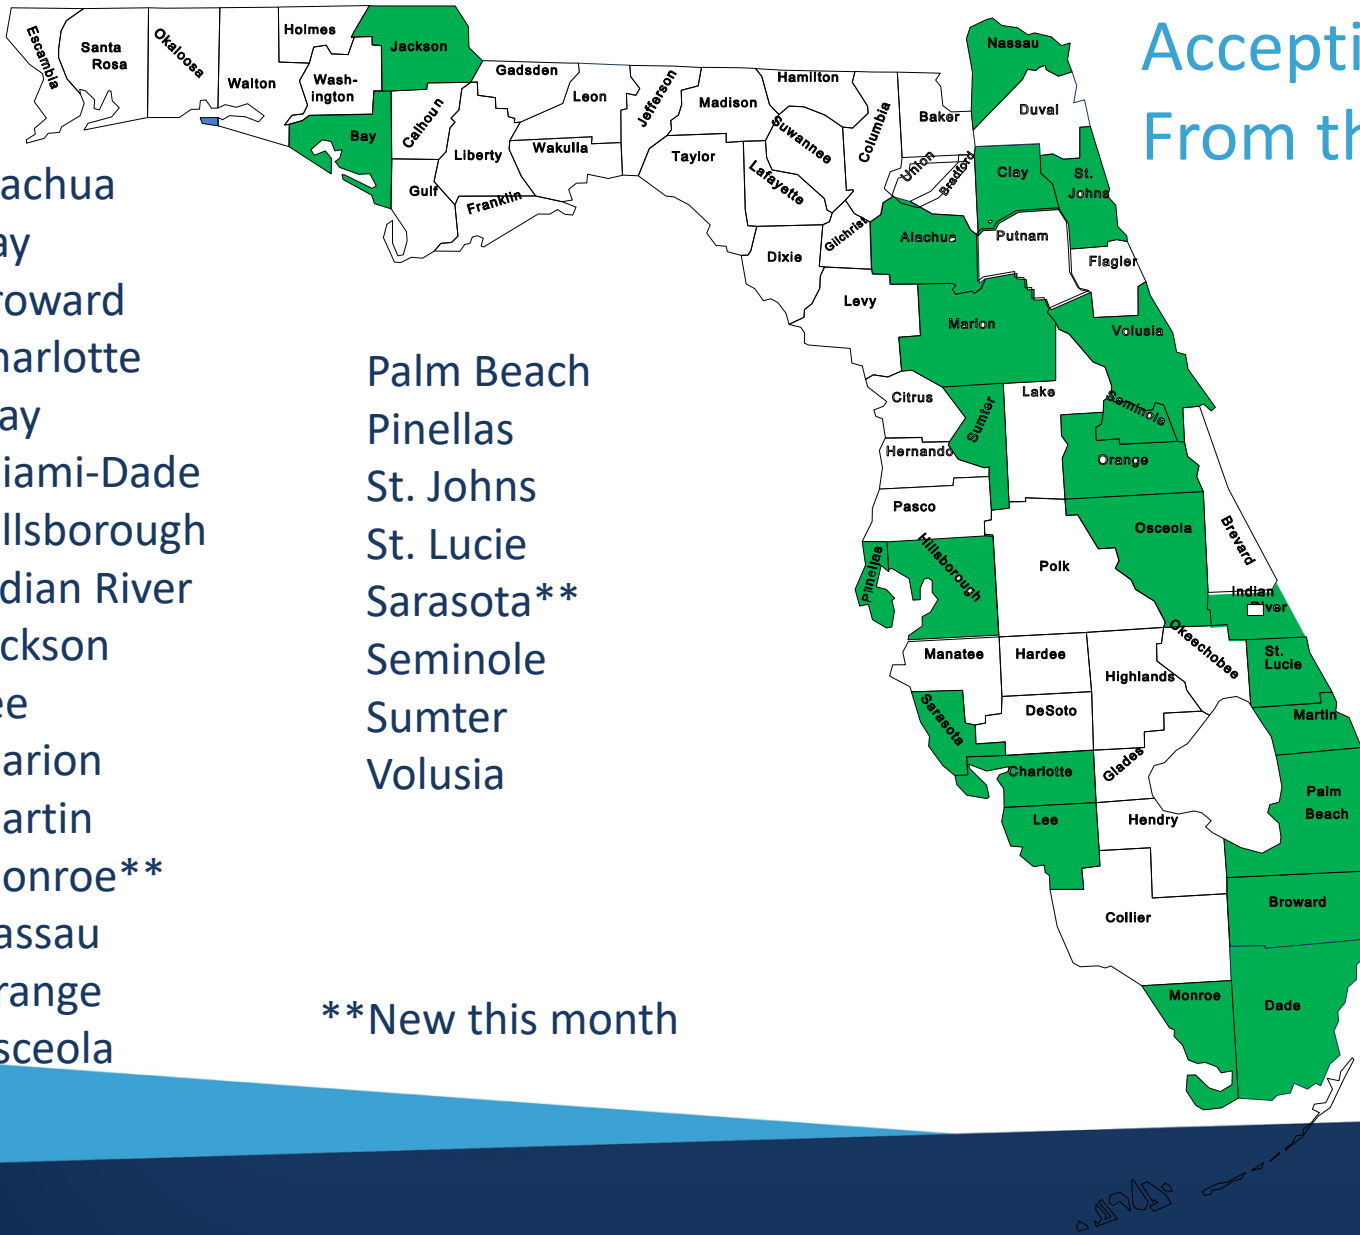 Accepti
From th
achua
ay
roward
harlotte
ay
iami-Dade
llsborough
dian River
ckson
ee
arion
artin
onroe**
assau
range
sceola
Palm Beach
Pinellas
St. Johns
St. Lucie
Sarasota**
Seminole
Sumter
Volusia
**New this month
Escambia
Santa
Rosa
Okaloosa
Walton
Holmes
Wash-
ington
Jackson
Bay
Calhoun
Gulf
Gadsden
Liberty
Franklin
Leon
Wakulla
Jefferson
Madison
Taylor
Hamilton
Suwannee
Lafayette
Dixie
Columbia
Gilchrist
Levy
Baker
Union
Bradford
Nassau
Duval
Clay
St.
Johns
Alachua
Putnam
Flagler
Marion
Volusia
Citrus
Sumter
Lake
Seminole
Hernando
Orange
Pasco
Osceola
Brevard
Pinellas
Hillsborough
Polk
Indian
River
Manatee
Hardee
Highlands
Okeechobee
St.
Lucie
Sarasota
DeSoto
Martin
Charlotte
Glades
Palm
Beach
Lee
Hendry
Collier
Broward
Monroe
Dade